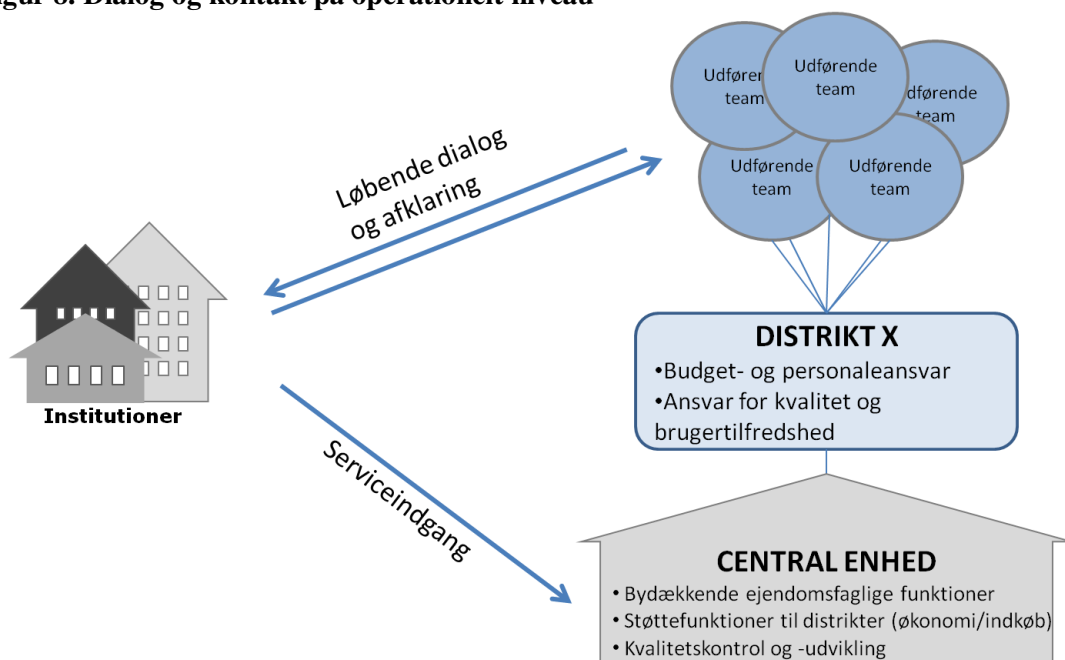 gur 8. Dialog og kontakt på operationelt niveau
Udførende
team
Udførende
team
Udførende
team
Udførende
team
Udførende
team
Løbende dialog
og afklaring
Institutioner
DISTRIKT X
•Budget- og personaleansvar
•Ansvar for kvalitet og
brugertilfredshed
Serviceindgang
CENTRAL ENHED
• Bydækkende ejendomsfaglige funktioner
• Støttefunktioner til distrikter (økonomi/indkøb)
• Kvalitetskontrol og -udvikling